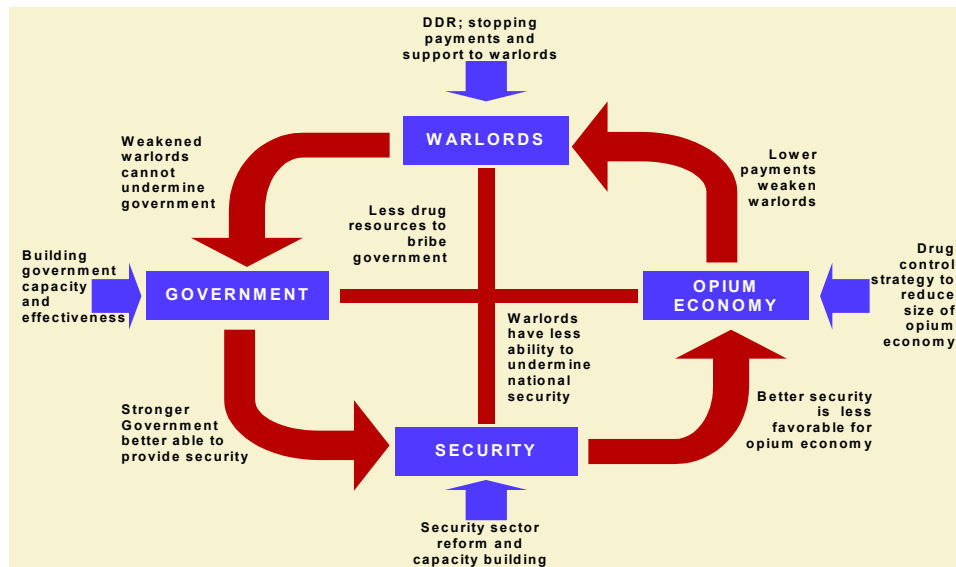 DDR; stopping
payments and
support to warlords
WARLORDS
Weakened
warlords
cannot
undermine
government
Lower
payments
weaken
warlords
Less drug
resources to
bribe
government
Building
government
capacity
and
effectiveness
GOVERNMENT
OPIUM
ECONOMY
Drug
control
strategy to
reduce
size of
opium
economy
Warlords
have less
ability to
undermine
national
security
Stronger
Government
better able to
provide security
Better security
is less
favorable for
opium economy
SECURITY
Security sector
reform and
capacity building